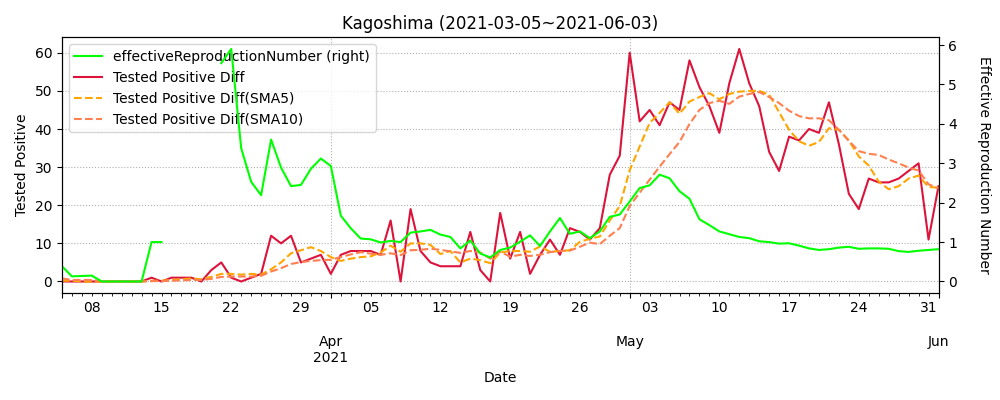 Kagoshima (2021-03-05~2021-06-03)
effectiveReproductionNumber (right)
Tested Positive Diff
Tested Positive Diff(SMA5)
Tested Positive Diff(SMA10)
Tested Positive
60
50
40
30
20
10
0
6
5
4
3
2
1
0
Effective Reproduction Number
08 15 22 29 05 12 19 26 03 10 17 24 31
Apr May Jun
2021
Date